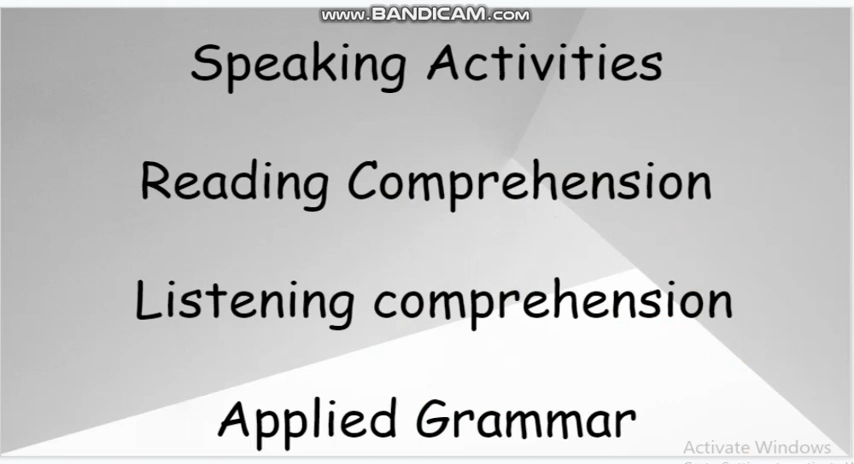 www.BANDICAM.com
Speaking Activities
Reading Comprehension
Listening comprehension
Applied Grammar
Activate Windows